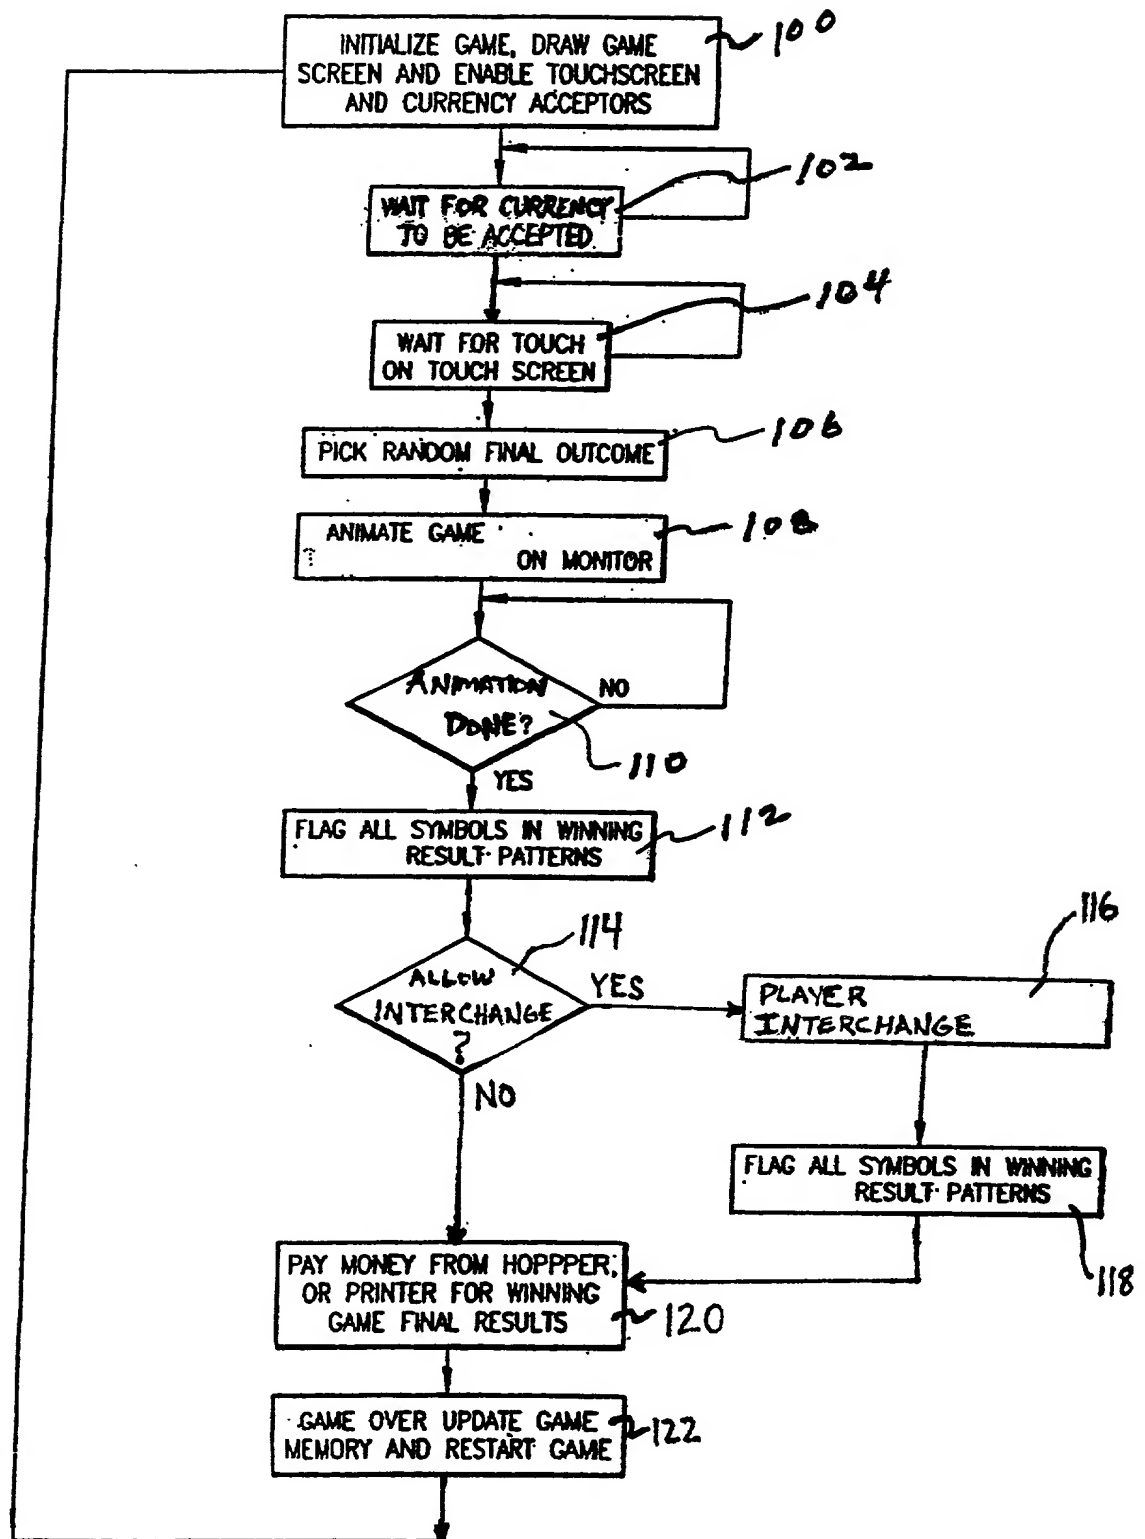 INITIALIZE GAME, DRAW GAME
SCREEN AND ENABLE TOUCHSCREEN
AND CURRENCY ACCEPTORS
100
WAIT FOR CURRENCY
TO BE ACCEPTED
102
WAIT FOR TOUCH
ON TOUCH SCREEN
104
PICK RANDOM FINAL OUTCOME
106
ANIMATE GAME
ON MONITOR
108
ANIMATION
DONE?
NO
110
YES
FLAG ALL SYMBOLS IN WINNING
RESULT PATTERNS
112
114
ALLOW
INTERCHANGE
?
YES
116
PLAYER
INTERCHANGE
NO
FLAG ALL SYMBOLS IN WINNING
RESULT PATTERNS
118
PAY MONEY FROM HOPPPER,
OR PRINTER FOR WINNING
GAME FINAL RESULTS
120
GAME OVER UPDATE GAME
MEMORY AND RESTART GAME
122